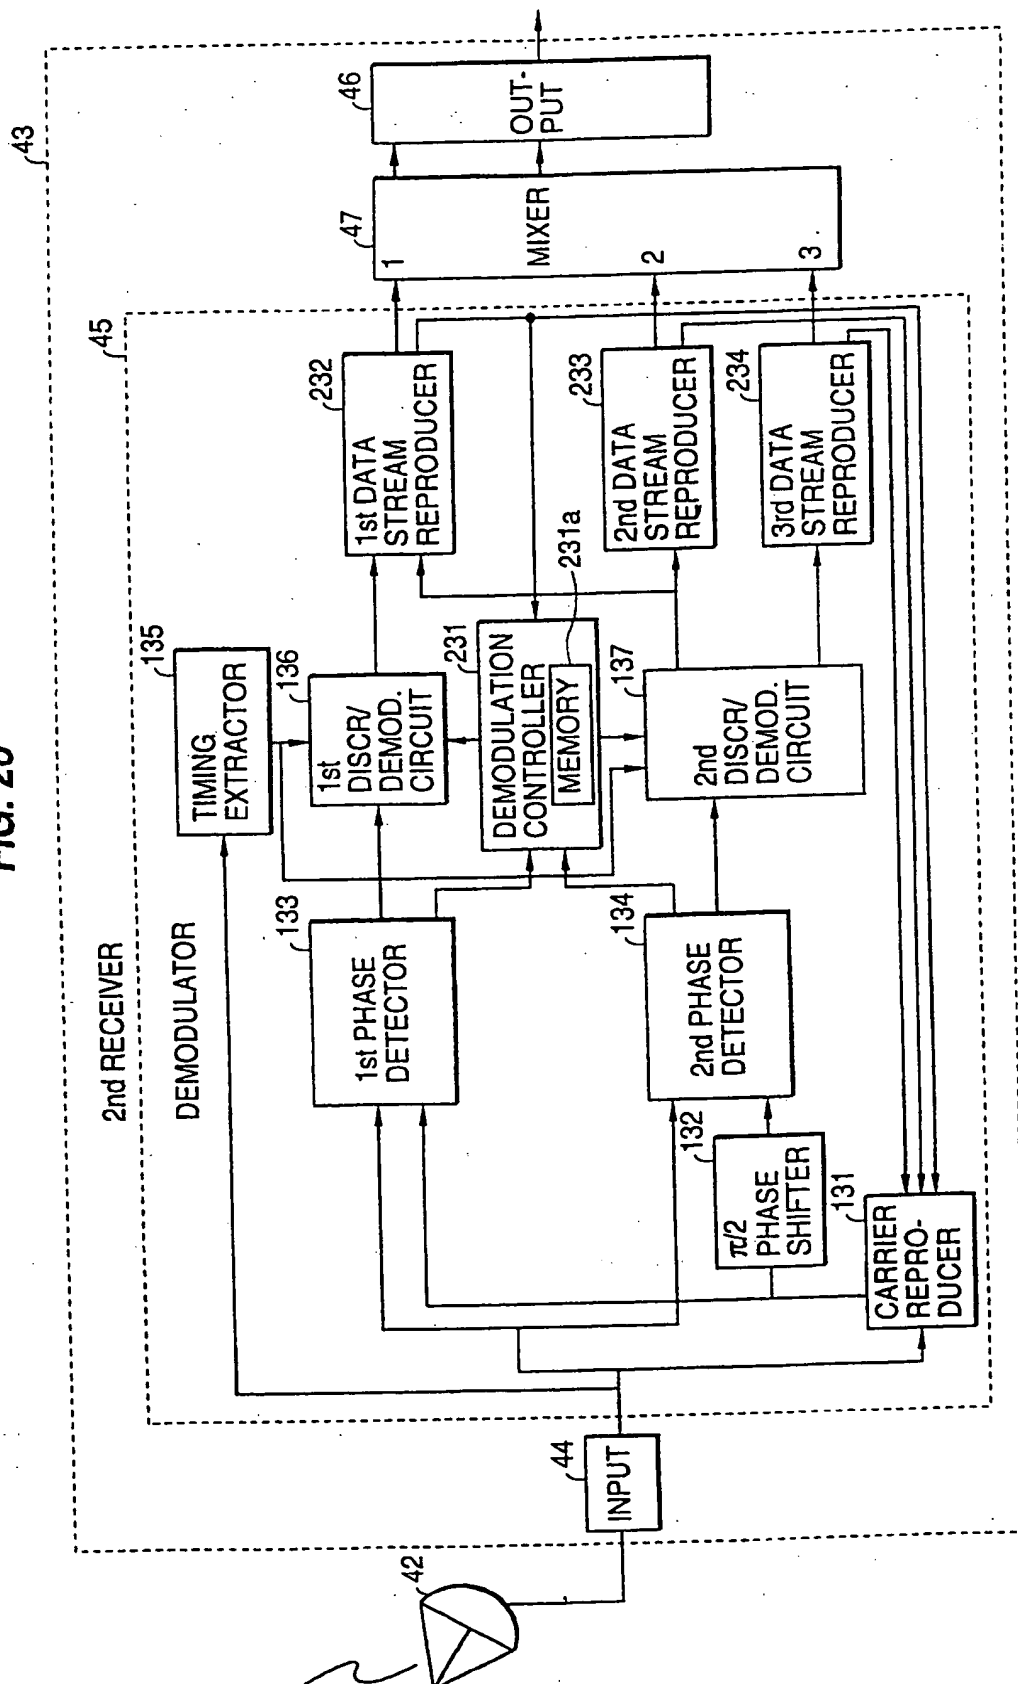 FIG. 28
43
2nd RECEIVER
45
DEMODULATOR
135
TIMING
EXTRACTOR
136
1st
DISCR/
DEMOD.
CIRCUIT
232
1st DATA
STREAM
REPRODUCER
47
1
MIXER
2
3
46
OUT-
PUT
133
1st PHASE
DETECTOR
231
DEMODULATION
CONTROLLER
MEMORY
231a
233
2nd DATA
STREAM
REPRODUCER
134
2nd PHASE
DETECTOR
137
2nd
DISCR/
DEMOD.
CIRCUIT
234
3rd DATA
STREAM
REPRODUCER
132
π/2
PHASE
SHIFTER
131
CARRIER
REPRO-
DUCER
44
INPUT
42